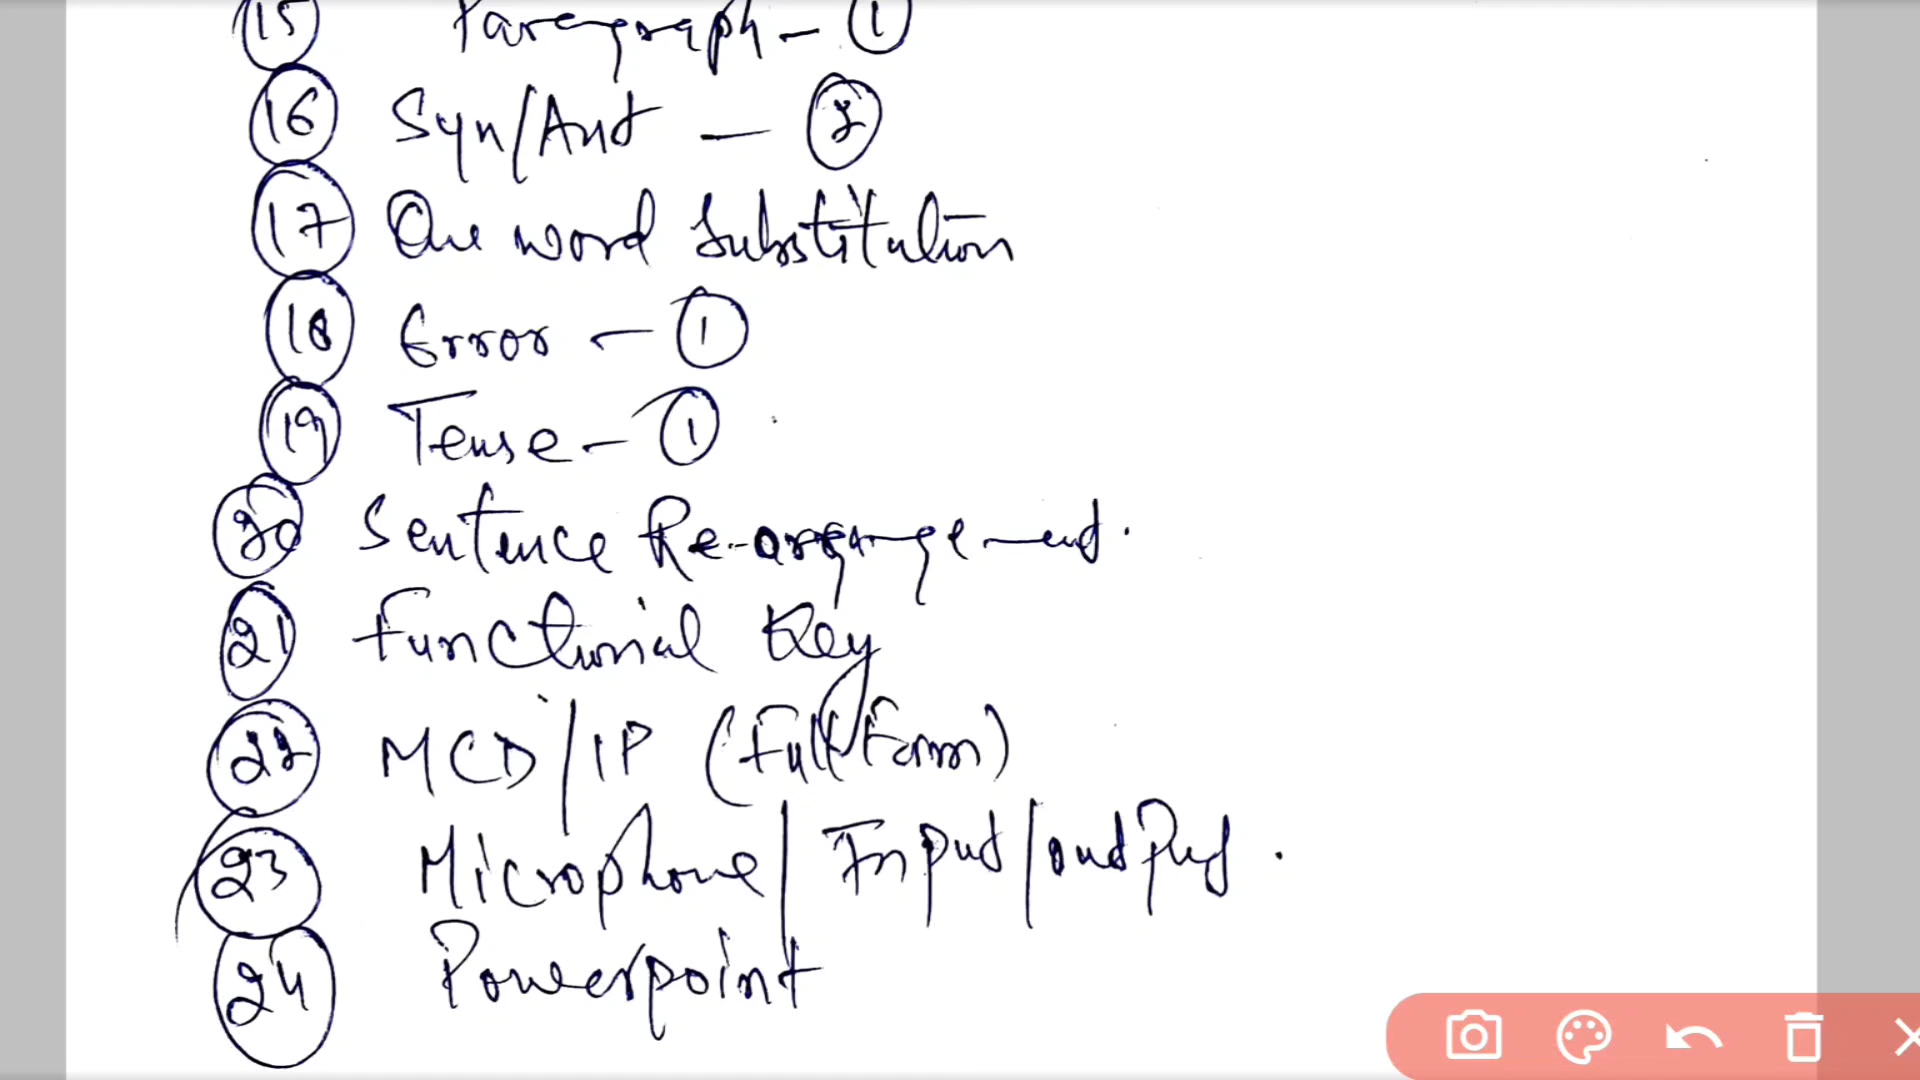 15 Paragraph - 1
16 Syn/Ant - 2
17 One word Substitution
18 Error - 1
19 Tense - 1
20 Sentence Re-arrangement.
21 Functional Key
22 MCD/IP (Full Form)
23 Microphone/Input/output.
24 Powerpoint